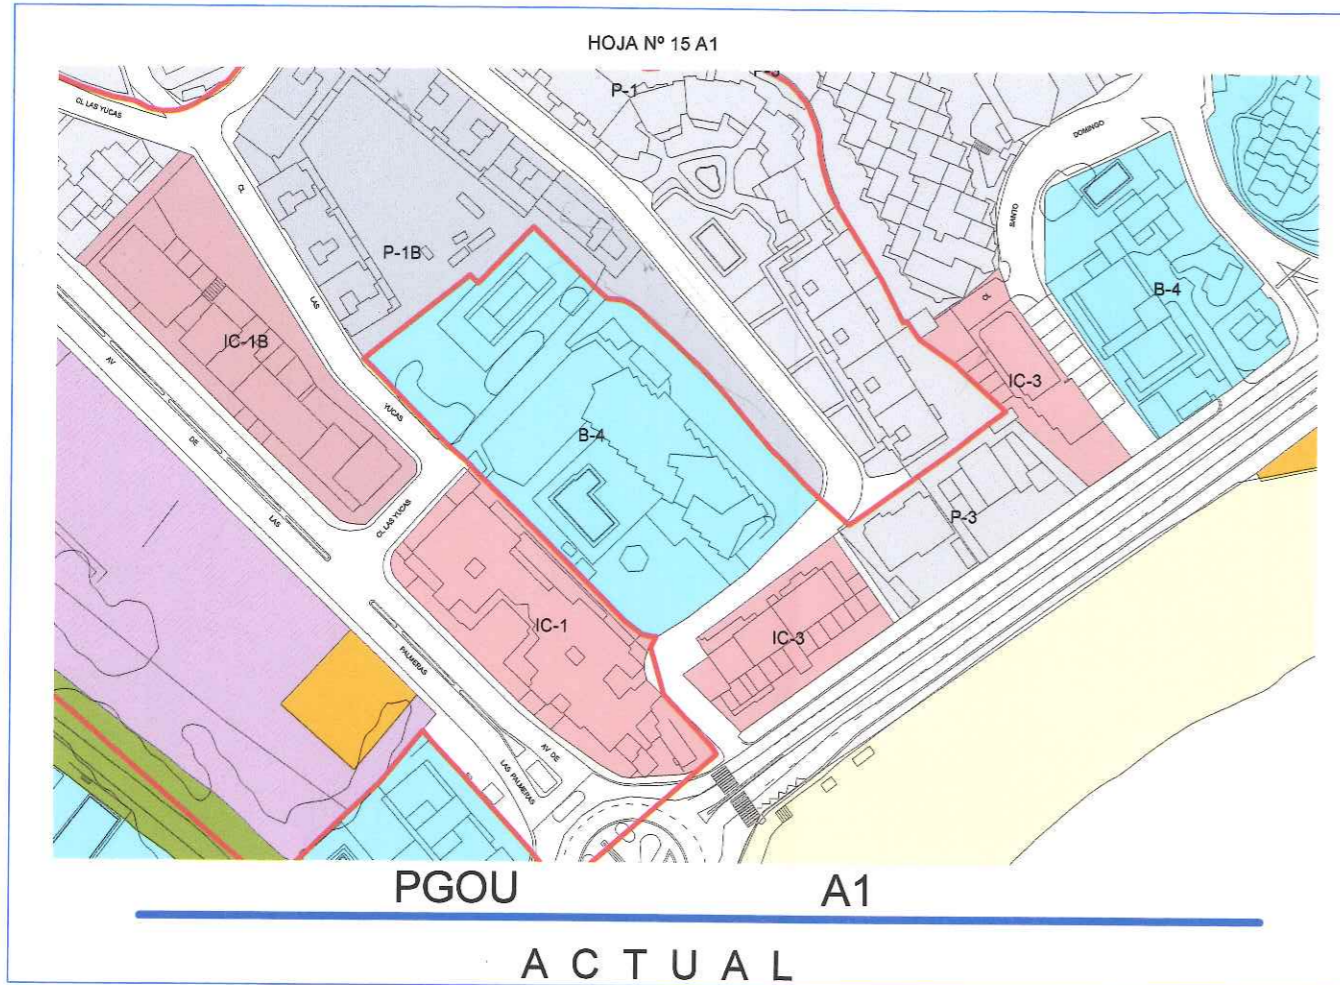 HOJA Nº 15 A1
P-3
P-1
CL LAS YUCAS
DOMINGO
CL
SANTO
P-1B
B-4
CL
LAS
IC-1B
IC-3
AV
YUCAS
B-4
DE
LAS
CL LAS YUCAS
P-3
IC-1
IC-3
PALMERAS
AV DE
LAS PALMERAS
PGOU A1
ACTUAL